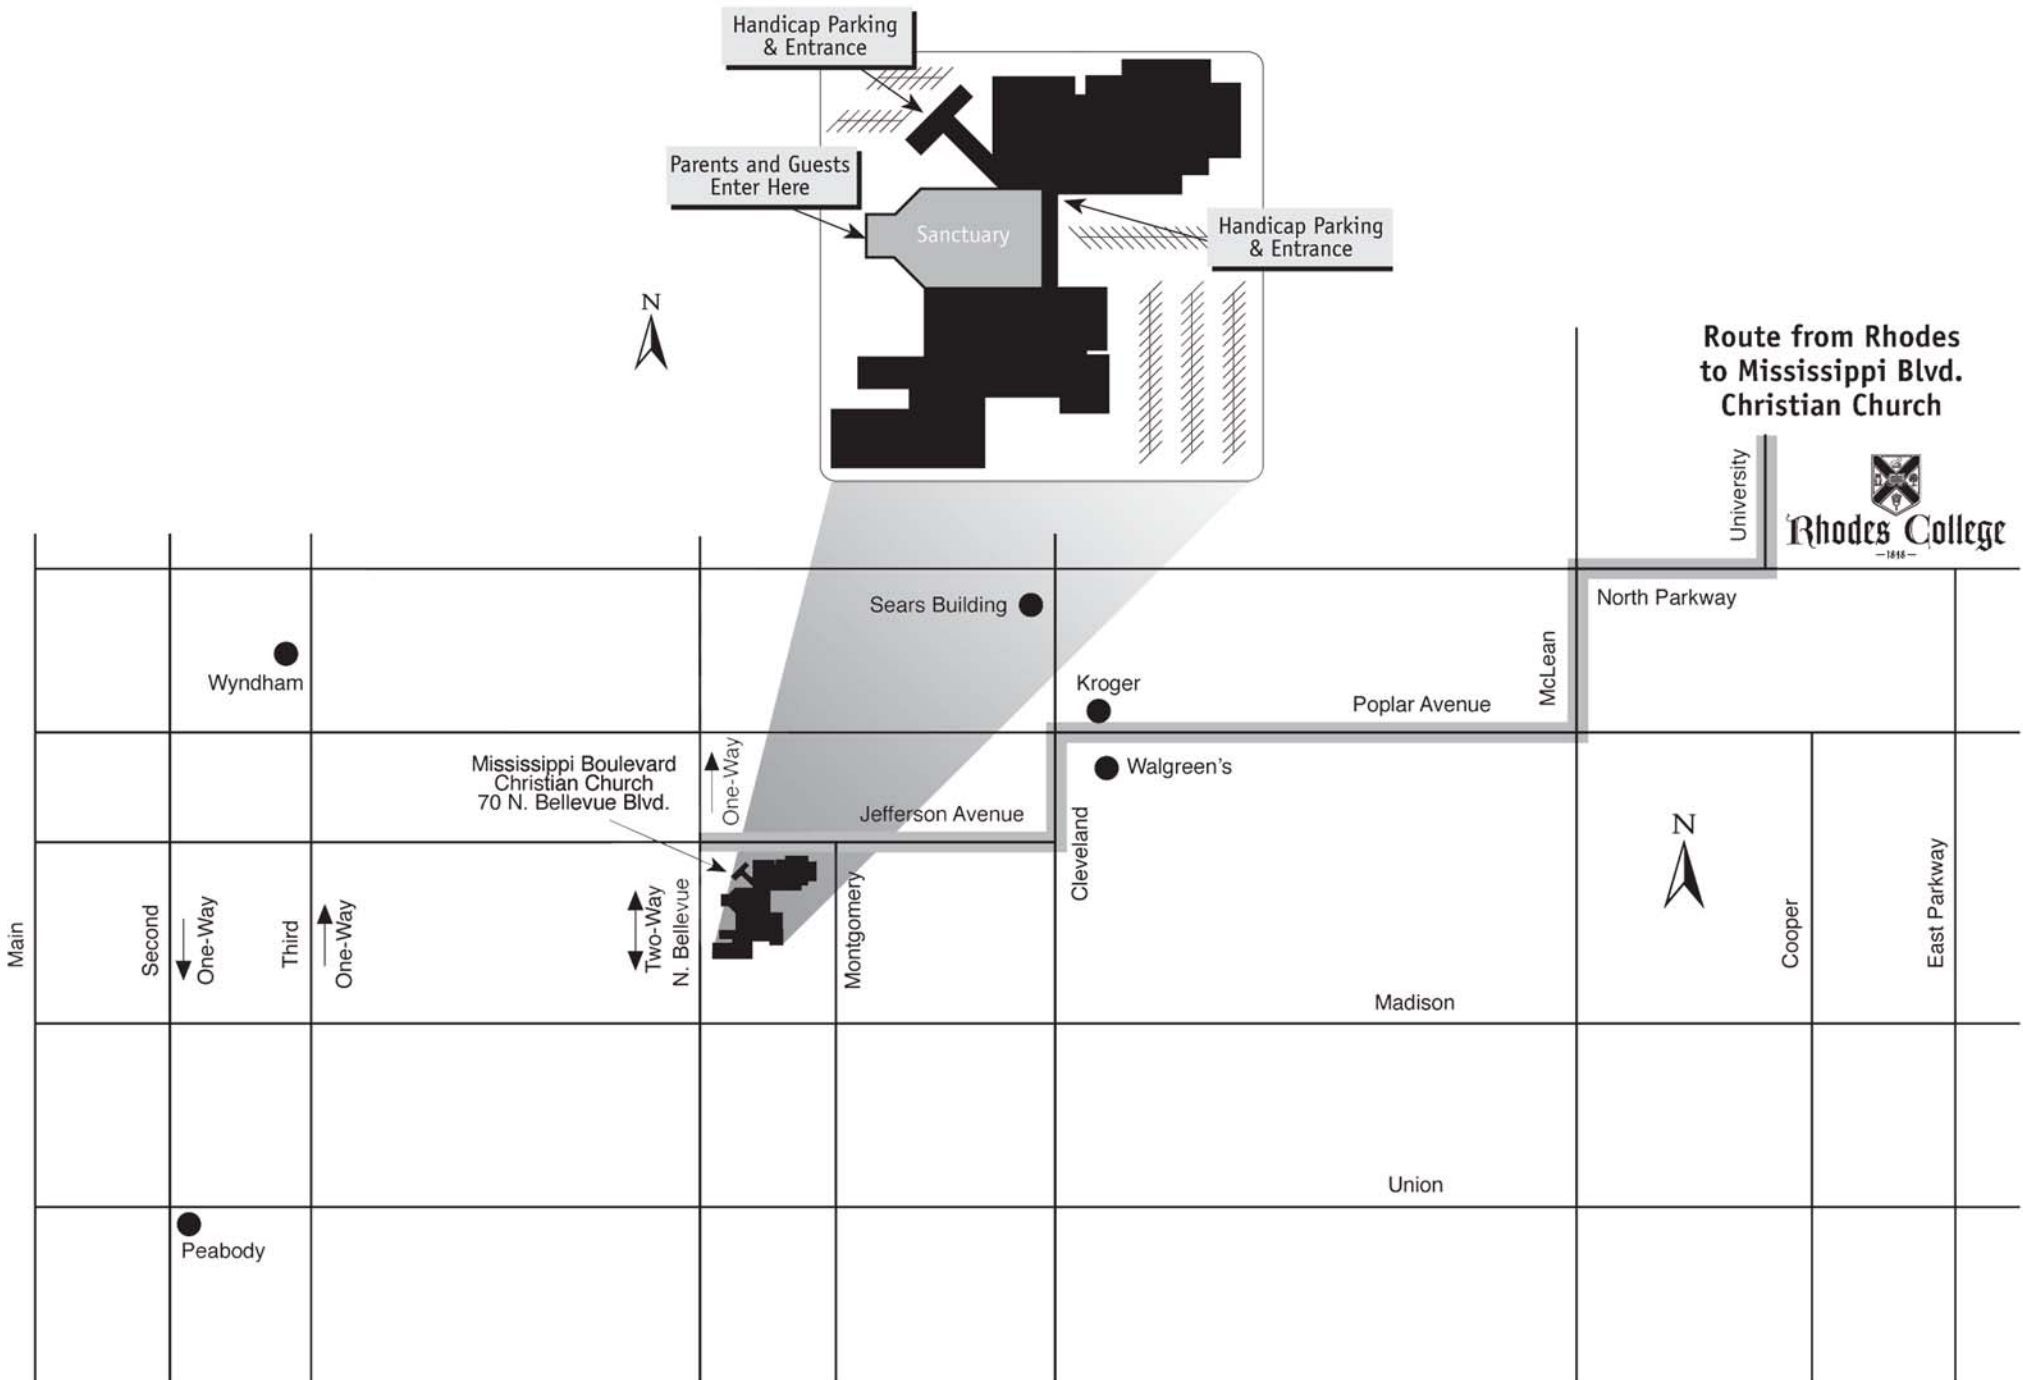 Handicap Parking
& Entrance
Parents and Guests
Enter Here
Sanctuary
Handicap Parking
& Entrance
N
Route from Rhodes
to Mississippi Blvd.
Christian Church
University
Rhodes College
—1848—
North Parkway
Sears Building
Wyndham
Kroger
Poplar Avenue
McLean
Mississippi Boulevard
Christian Church
70 N. Bellevue Blvd.
One-Way
Walgreen's
Jefferson Avenue
Cleveland
N
Main
Second
One-Way
Third
One-Way
Two-Way
N. Bellevue
Montgomery
Cooper
East Parkway
Madison
Union
Peabody